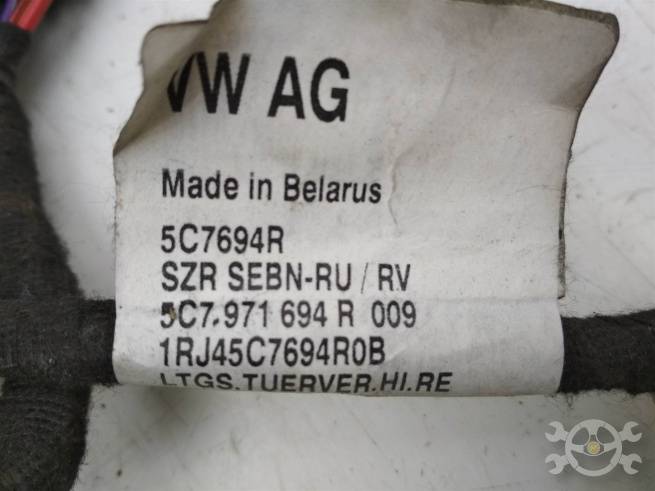 VW AG
Made in Belarus
5C7694R
SZR SEBN-RU / RV
5C7.971 694 R 009
1RJ45C7694R0B
LTGS.TUERVER.HI.RE